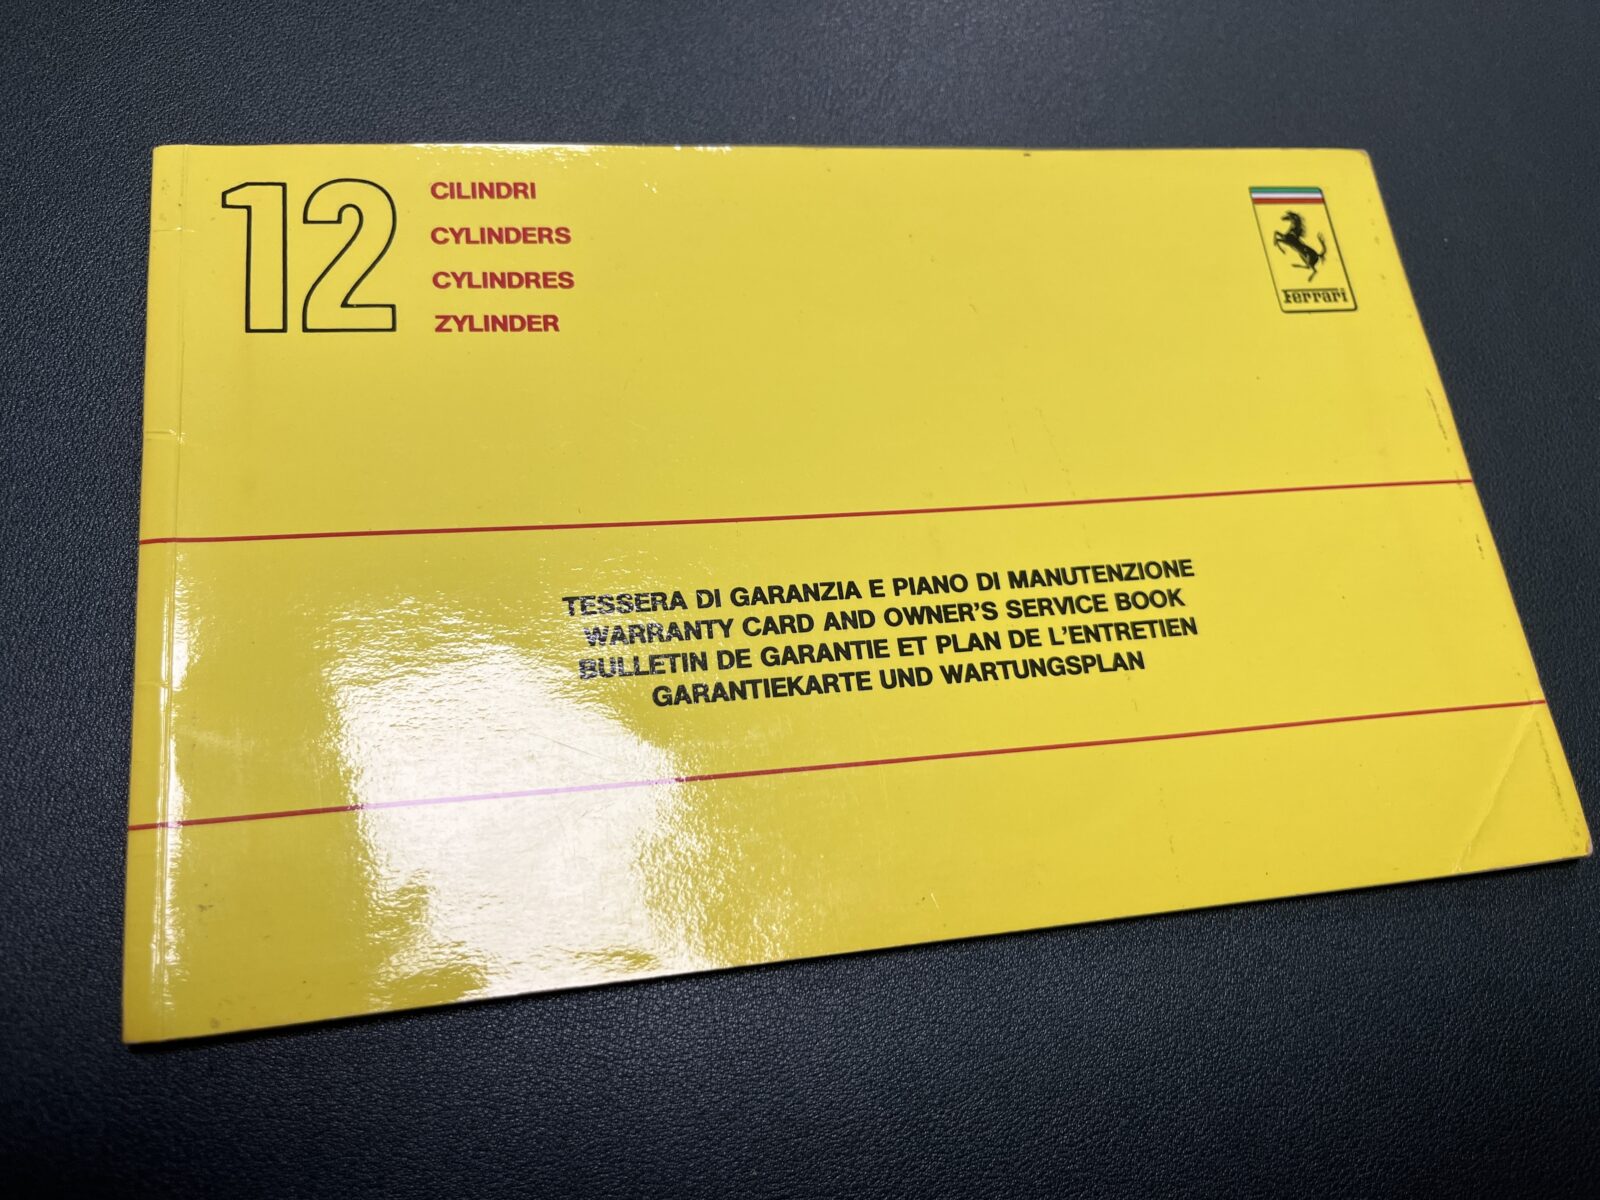 12
CILINDRI
CYLINDERS
CYLINDRES
ZYLINDER
Ferrari
TESSERA DI GARANZIA E PIANO DI MANUTENZIONE
WARRANTY CARD AND OWNER'S SERVICE BOOK
BULLETIN DE GARANTIE ET PLAN DE L'ENTRETIEN
GARANTIEKARTE UND WARTUNGSPLAN